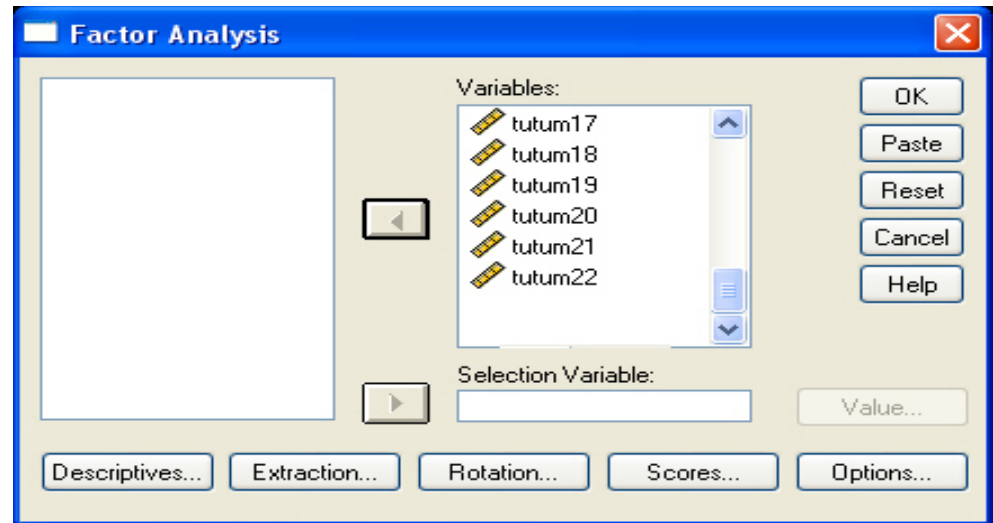 Factor Analysis
Variables:
tutum17
tutum18
tutum19
tutum20
tutum21
tutum22
OK
Paste
Reset
Cancel
Help
Selection Variable:
Value...
Descriptives...
Extraction...
Rotation...
Scores...
Options...